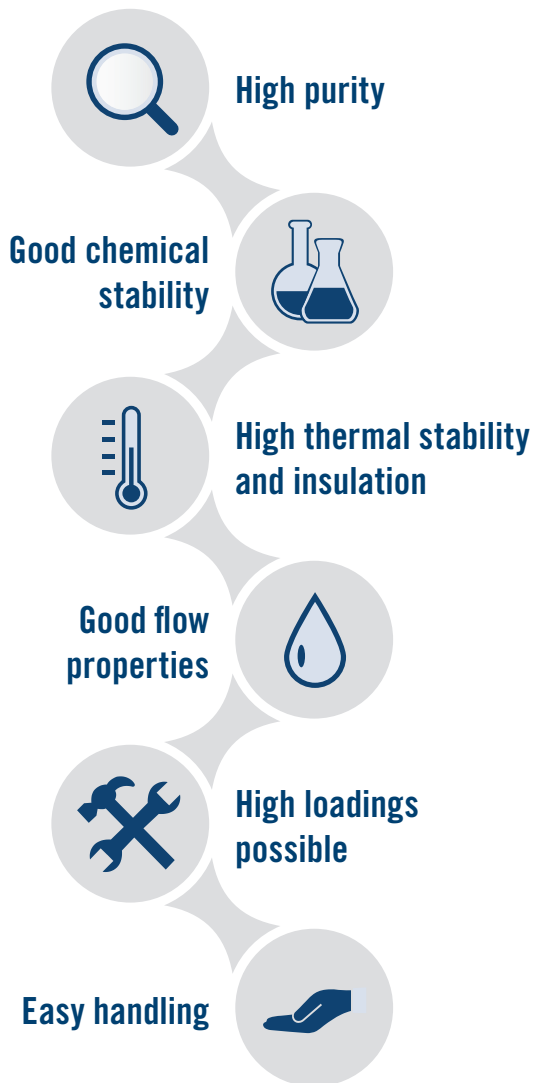 High purity
Good chemical
stability
High thermal stability
and insulation
Good flow
properties
High loadings
possible
Easy handling